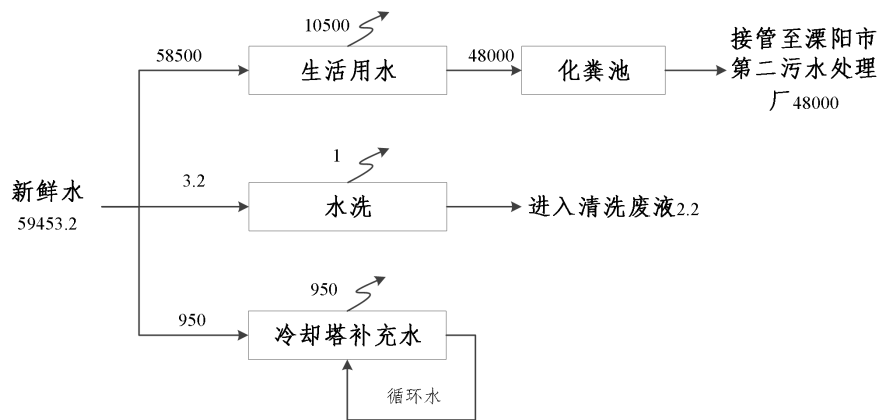 10500
58500
生活用水
48000
化粪池
接管至溧阳市
第二污水处理
厂48000
新鲜水
59453.2
3.2
1
水洗
进入清洗废液2.2
950
950
冷却塔补充水
循环水